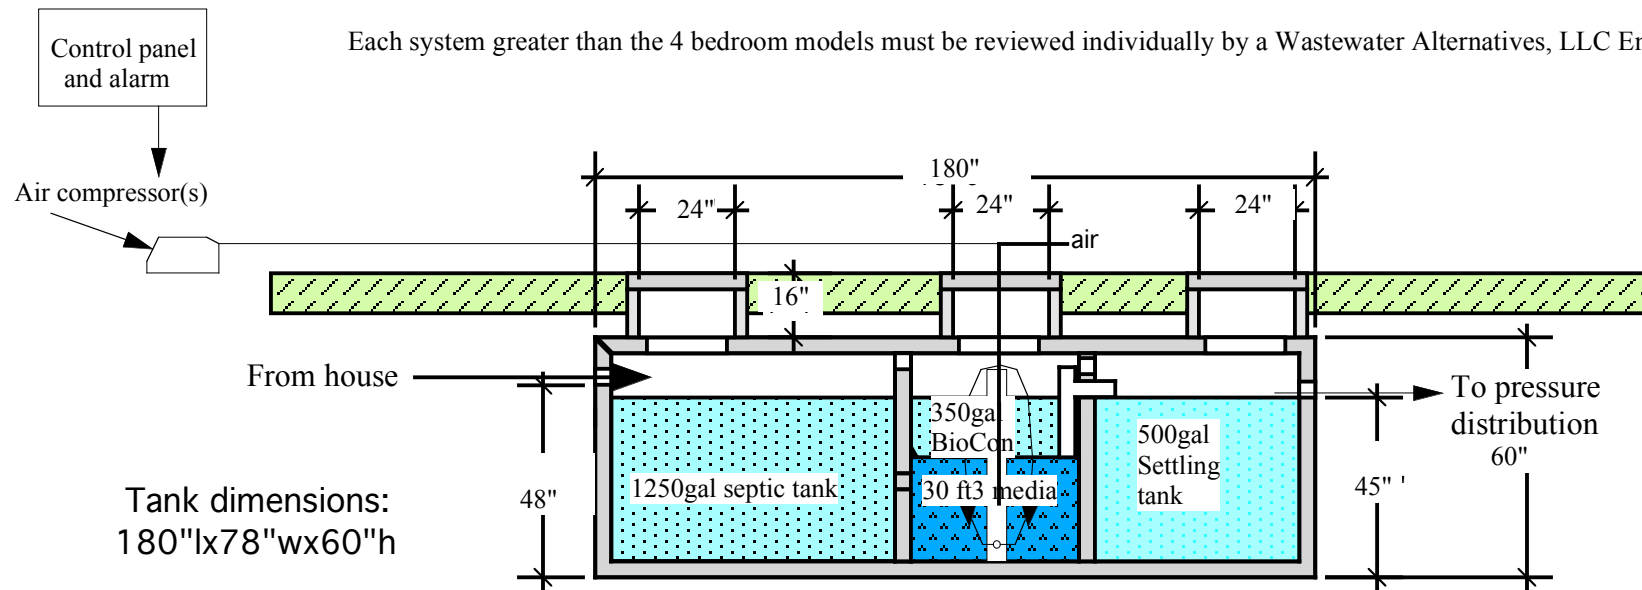 Control panel
and alarm
Each system greater than the 4 bedroom models must be reviewed individually by a Wastewater Alternatives, LLC
Air compressor(s)
180"
24"
24"
24"
air
16"
From house
To pressure
distribution
60"
350gal
BioCon
500gal
Settling
tank
1250gal septic tank
30 ft3 media
48"
45" '
Tank dimensions:
180"lx78"wx60"h